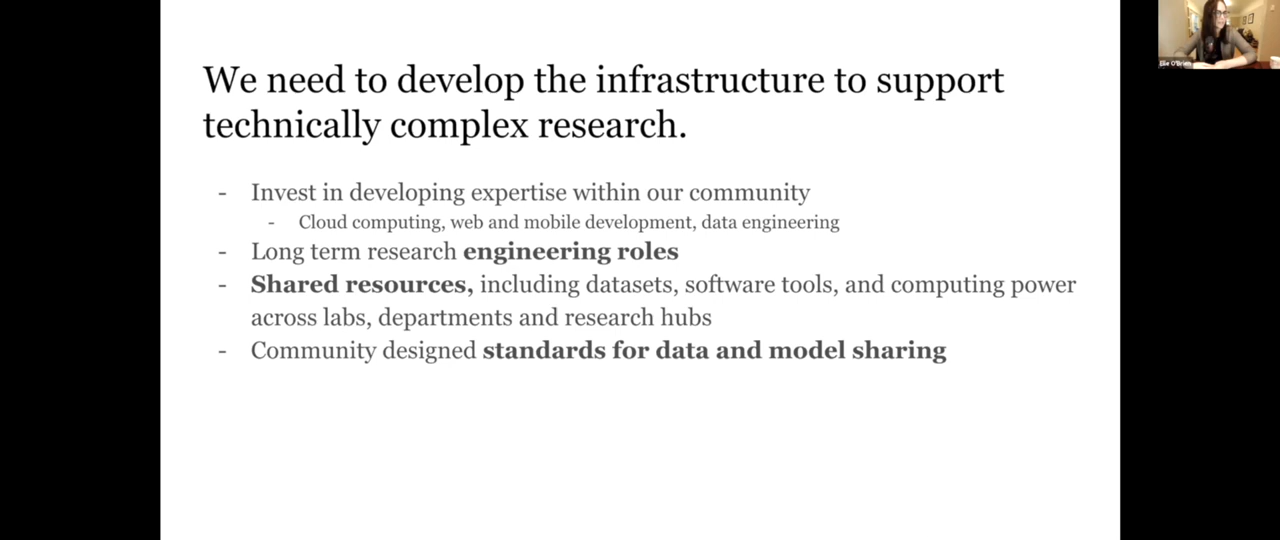 We need to develop the infrastructure to support
technically complex research.
- Invest in developing expertise within our community
- Cloud computing, web and mobile development, data engineering
- Long term research engineering roles
- Shared resources, including datasets, software tools, and computing power
across labs, departments and research hubs
- Community designed standards for data and model sharing
O'Brien